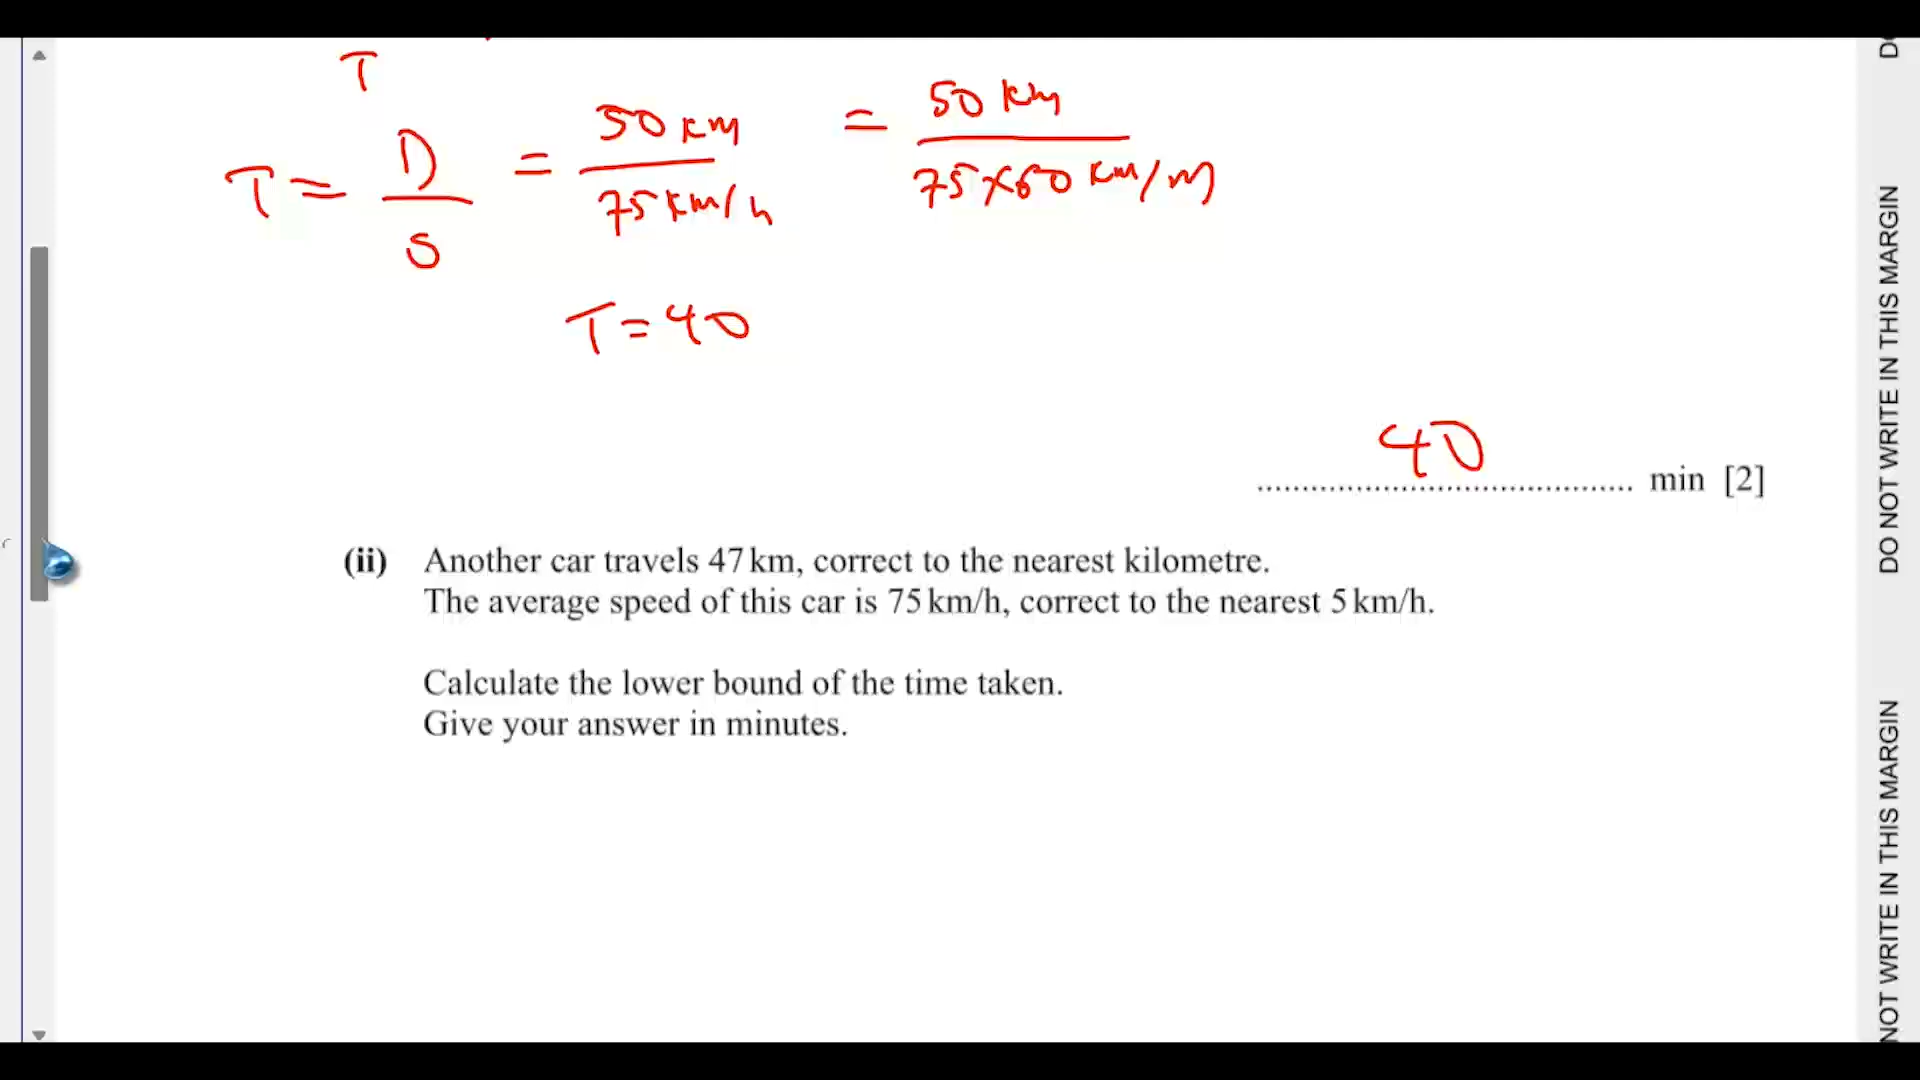 T
T = D/S = 50 km / 75 km/h = 50 km / 75×60 km/m
T = 40
40
........................................ min [2]
(ii) Another car travels 47 km, correct to the nearest kilometre.
The average speed of this car is 75 km/h, correct to the nearest 5 km/h.
Calculate the lower bound of the time taken.
Give your answer in minutes.
DO NOT WRITE IN THIS MARGIN
NOT WRITE IN THIS MARGIN